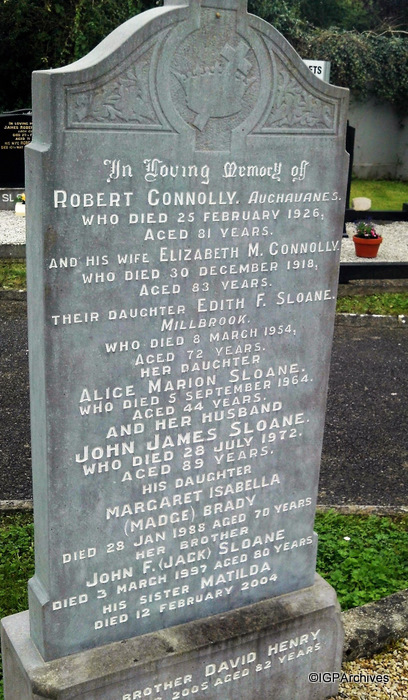 In Loving Memory of
ROBERT CONNOLLY. AUGHAVANES.
WHO DIED 25 FEBRUARY 1926,
AGED 81 YEARS.
AND HIS WIFE ELIZABETH M. CONNOLLY.
WHO DIED 30 DECEMBER 1918,
AGED 83 YEARS.
THEIR DAUGHTER EDITH F. SLOANE.
MILLBROOK.
WHO DIED 8 MARCH 1954,
AGED 72 YEARS.
HER DAUGHTER
ALICE MARION SLOANE.
WHO DIED 5 SEPTEMBER 1964.
AGED 44 YEARS.
AND HER HUSBAND
JOHN JAMES SLOANE.
WHO DIED 28 JULY 1972.
AGED 89 YEARS.
HIS DAUGHTER
MARGARET ISABELLA
(MADGE) BRADY
DIED 28 JAN 1988 AGED 70 YEARS
HER BROTHER
JOHN F. (JACK) SLOANE
DIED 3 MARCH 1997 AGED 80 YEARS
HIS SISTER MATILDA
DIED 12 FEBRUARY 2004
BROTHER DAVID HENRY
2005 AGED 82 YEARS
©IGPArchives